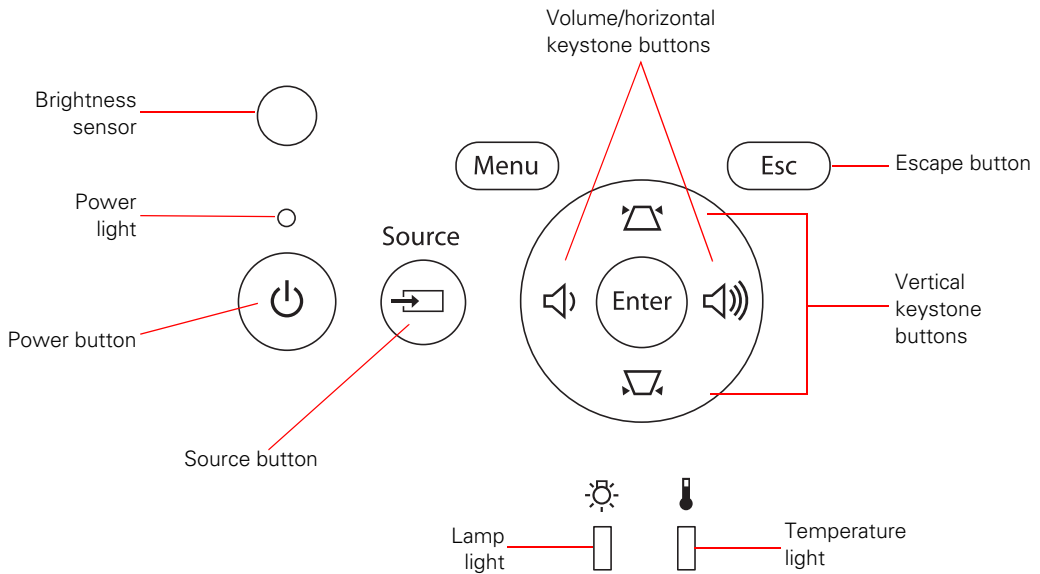 Volume/horizontal
keystone buttons
Brightness
sensor
Menu
Esc
Escape button
Power
light
Source
Enter
Vertical
keystone
buttons
Power button
Source button
Lamp
light
Temperature
light